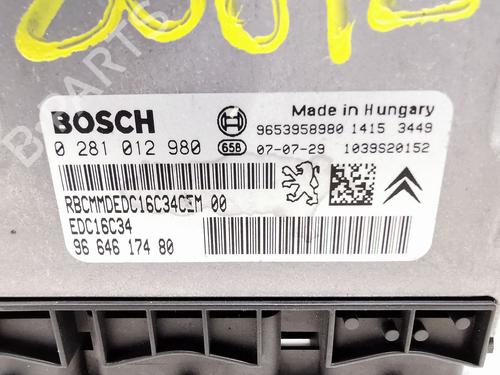 BOSCH
Made in Hungary
9653958980 1415 3449
0 281 012 980 65B 07-07-29 1039S20152
RBCMMDEDC16C34CEM 00
EDC16C34
96 646 174 80